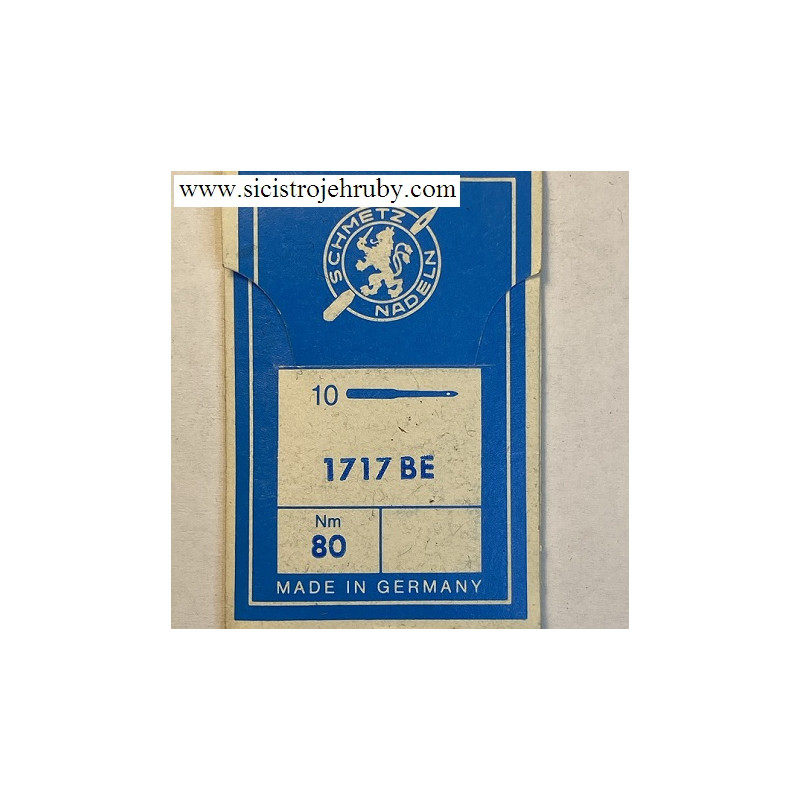 www.sicistrojehruby.com
SCHMETZ
NADELN
10
1717 BE
Nm
80
MADE IN GERMANY